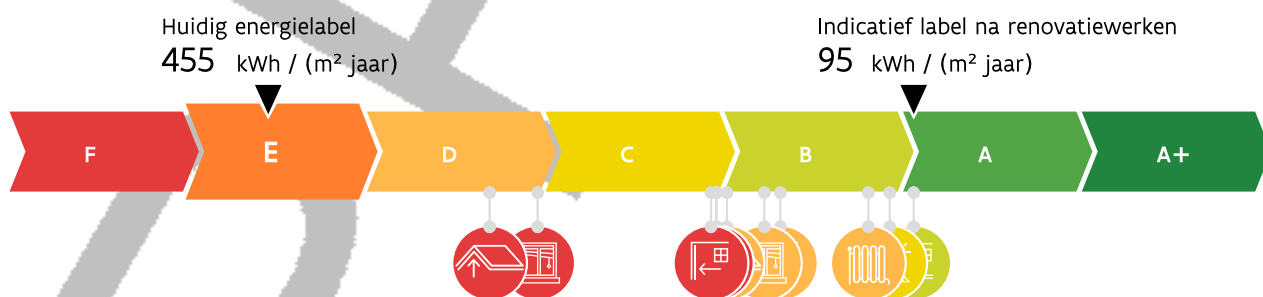 Huidig energielabel
455 kWh / (m² jaar)
Indicatief label na renovatiewerken
95 kWh / (m² jaar)
F E D C B A A+